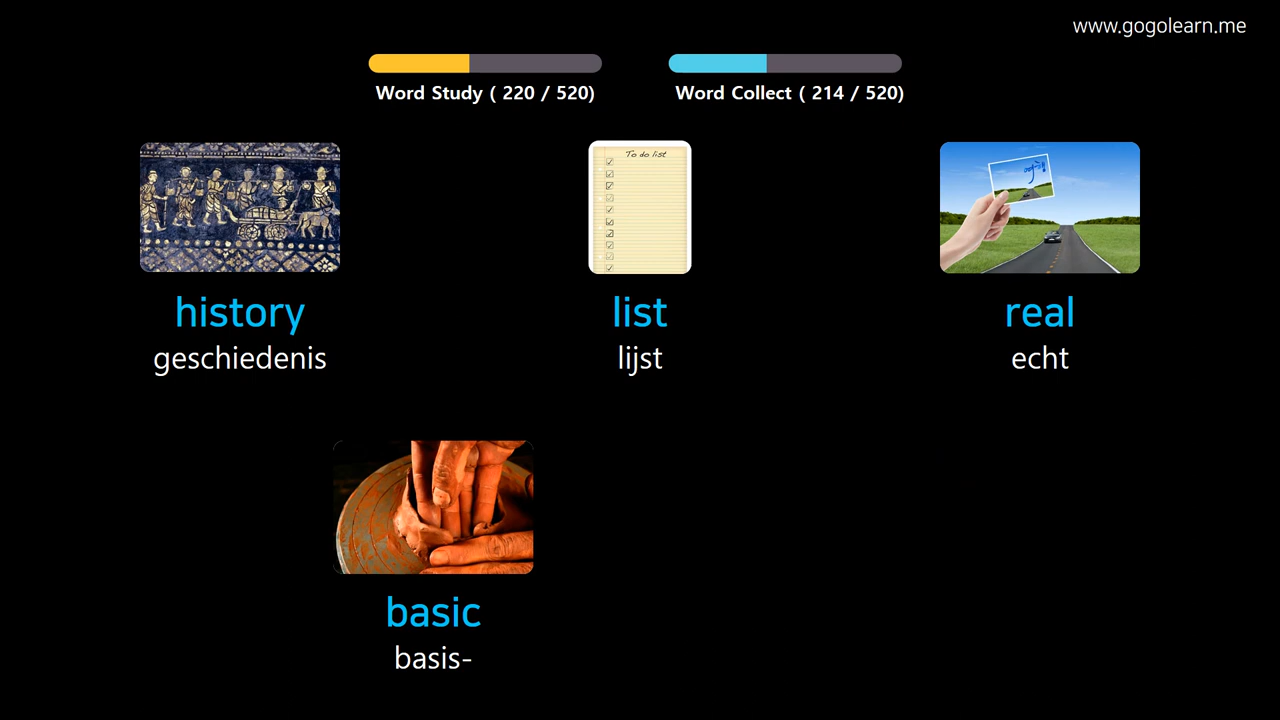 www.gogolearn.me
Word Study ( 220 / 520)
Word Collect ( 214 / 520)
To do list
history
geschiedenis
list
lijst
real
echt
basic
basis-